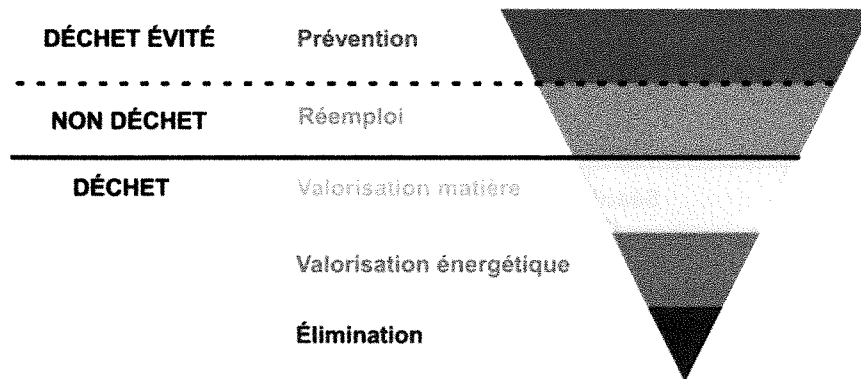 DÉCHET ÉVITÉ Prévention
NON DÉCHET Réemploi
DÉCHET Valorisation matière
Valorisation énergétique
Élimination